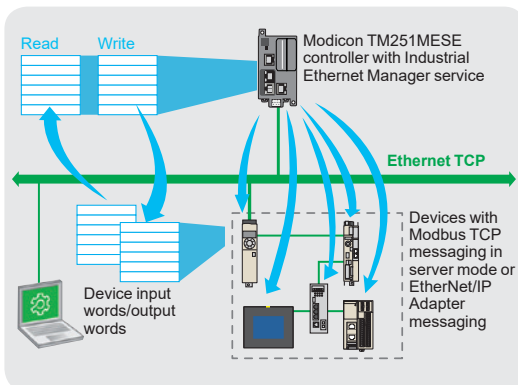 Read
Write
Modicon TM251MESE
controller with Industrial
Ethernet Manager service
Ethernet TCP
Device input
words/output
words
Devices with
Modbus TCP
messaging in
server mode or
EtherNet/IP
Adapter
messaging